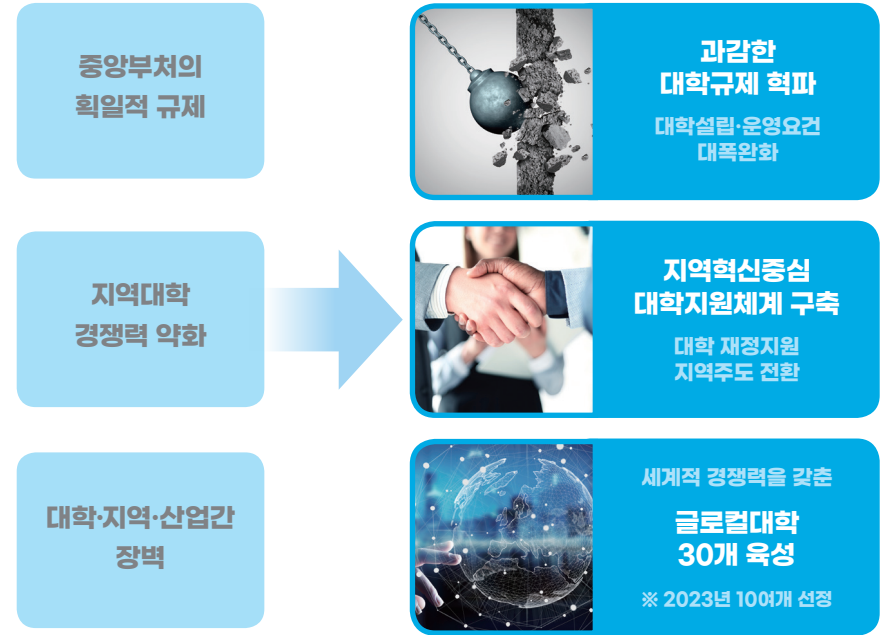 중앙부처의
획일적 규제
과감한
대학규제 혁파
대학설립·운영요건
대폭완화
지역대학
경쟁력 약화
지역혁신중심
대학지원체계 구축
대학 재정지원
지역주도 전환
대학·지역·산업간
장벽
세계적 경쟁력을 갖춘
글로컬대학
30개 육성
※ 2023년 10여개 선정